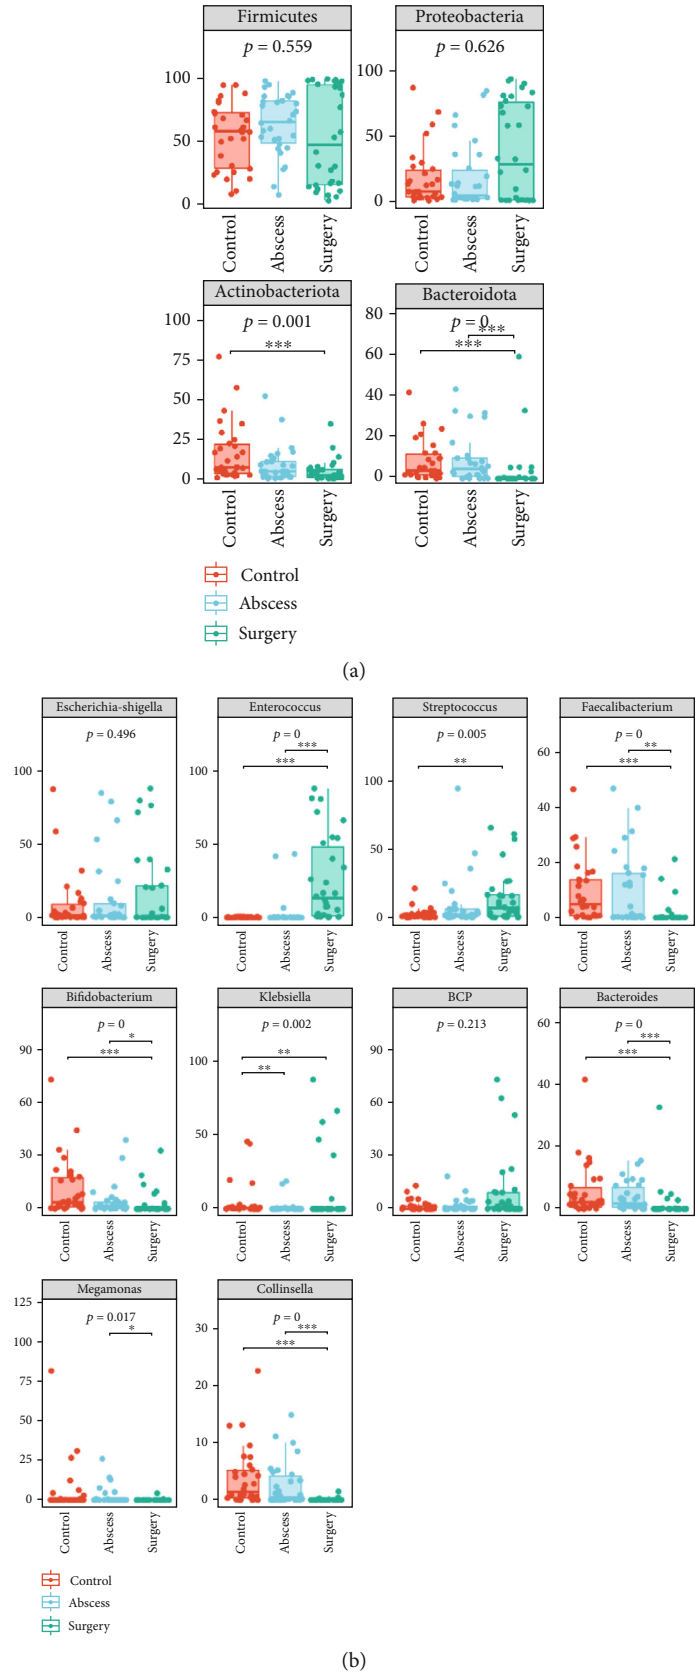 Firmicutes
p = 0.559
100
50
0
Control
Abscess
Surgery
Proteobacteria
p = 0.626
100
50
0
Control
Abscess
Surgery
Actinobacteriota
p = 0.001
***
100
75
50
25
0
Control
Abscess
Surgery
Bacteroidota
p = 0
***
***
80
60
40
20
0
Control
Abscess
Surgery
Control
Abscess
Surgery
(a)
Escherichia-shigella
p = 0.496
100
50
0
Control
Abscess
Surgery
Enterococcus
p = 0
***
***
100
50
0
Control
Abscess
Surgery
Streptococcus
p = 0.005
**
100
50
0
Control
Abscess
Surgery
Faecalibacterium
p = 0
**
***
60
40
20
0
Control
Abscess
Surgery
Bifidobacterium
p = 0
*
***
90
60
30
0
Control
Abscess
Surgery
Klebsiella
p = 0.002
**
**
100
50
0
Control
Abscess
Surgery
BCP
p = 0.213
90
60
30
0
Control
Abscess
Surgery
Bacteroides
p = 0
***
***
60
40
20
0
Control
Abscess
Surgery
Megamonas
p = 0.017
*
125
100
75
50
25
0
Control
Abscess
Surgery
Collinsella
p = 0
***
***
30
20
10
0
Control
Abscess
Surgery
Control
Abscess
Surgery
(b)